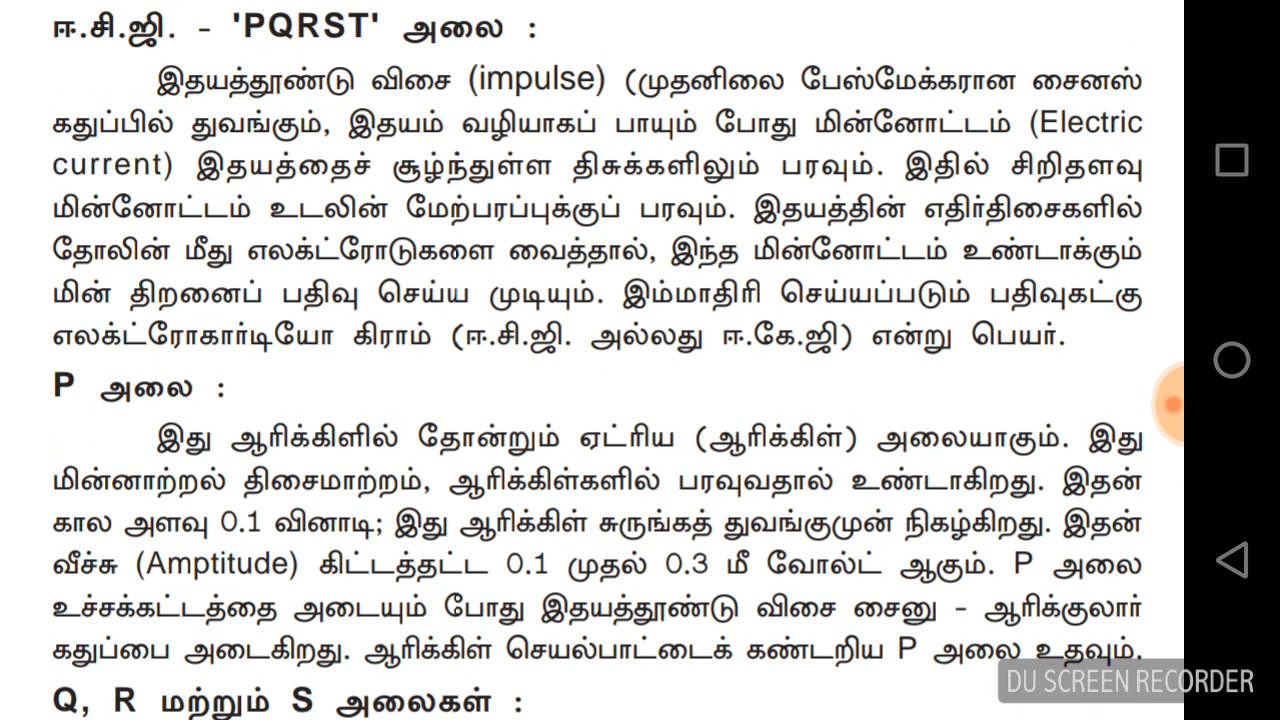 ஈ.சி.ஜி. - 'PQRST' அலை :
இதயத்தூண்டு விசை (impulse) (முதனிலை பேஸ்மேக்கரான சைனஸ்
கதுப்பில் துவங்கும், இதயம் வழியாகப் பாயும் போது மின்னோட்டம் (Electric
current) இதயத்தைச் சூழ்ந்துள்ள திசுக்களிலும் பரவும். இதில் சிறிதளவு
மின்னோட்டம் உடலின் மேற்பரப்புக்குப் பரவும். இதயத்தின் எதிர்திசைகளில்
தோலின் மீது எலக்ட்ரோடுகளை வைத்தால், இந்த மின்னோட்டம் உண்டாக்கும்
மின் திறனைப் பதிவு செய்ய முடியும். இம்மாதிரி செய்யப்படும் பதிவுகட்கு
எலக்ட்ரோகார்டியோ கிராம் (ஈ.சி.ஜி. அல்லது ஈ.கே.ஜி) என்று பெயர்.
P அலை :
இது ஆரிக்கிளில் தோன்றும் ஏட்ரிய (ஆரிக்கிள்) அலையாகும். இது
மின்னாற்றல் திசைமாற்றம், ஆரிக்கிள்களில் பரவுவதால் உண்டாகிறது. இதன்
கால அளவு 0.1 வினாடி; இது ஆரிக்கிள் சுருங்கத் துவங்குமுன் நிகழ்கிறது. இதன்
வீச்சு (Amptitude) கிட்டத்தட்ட 0.1 முதல் 0.3 மீ வோல்ட் ஆகும். P அலை
உச்சக்கட்டத்தை அடையும் போது இதயத்தூண்டு விசை சைனு - ஆரிக்குலார்
கதுப்பை அடைகிறது. ஆரிக்கிள் செயல்பாட்டைக் கண்டறிய P அலை உதவும்.
DU SCREEN RECORDER
Q, R மற்றும் S அலைகள் :